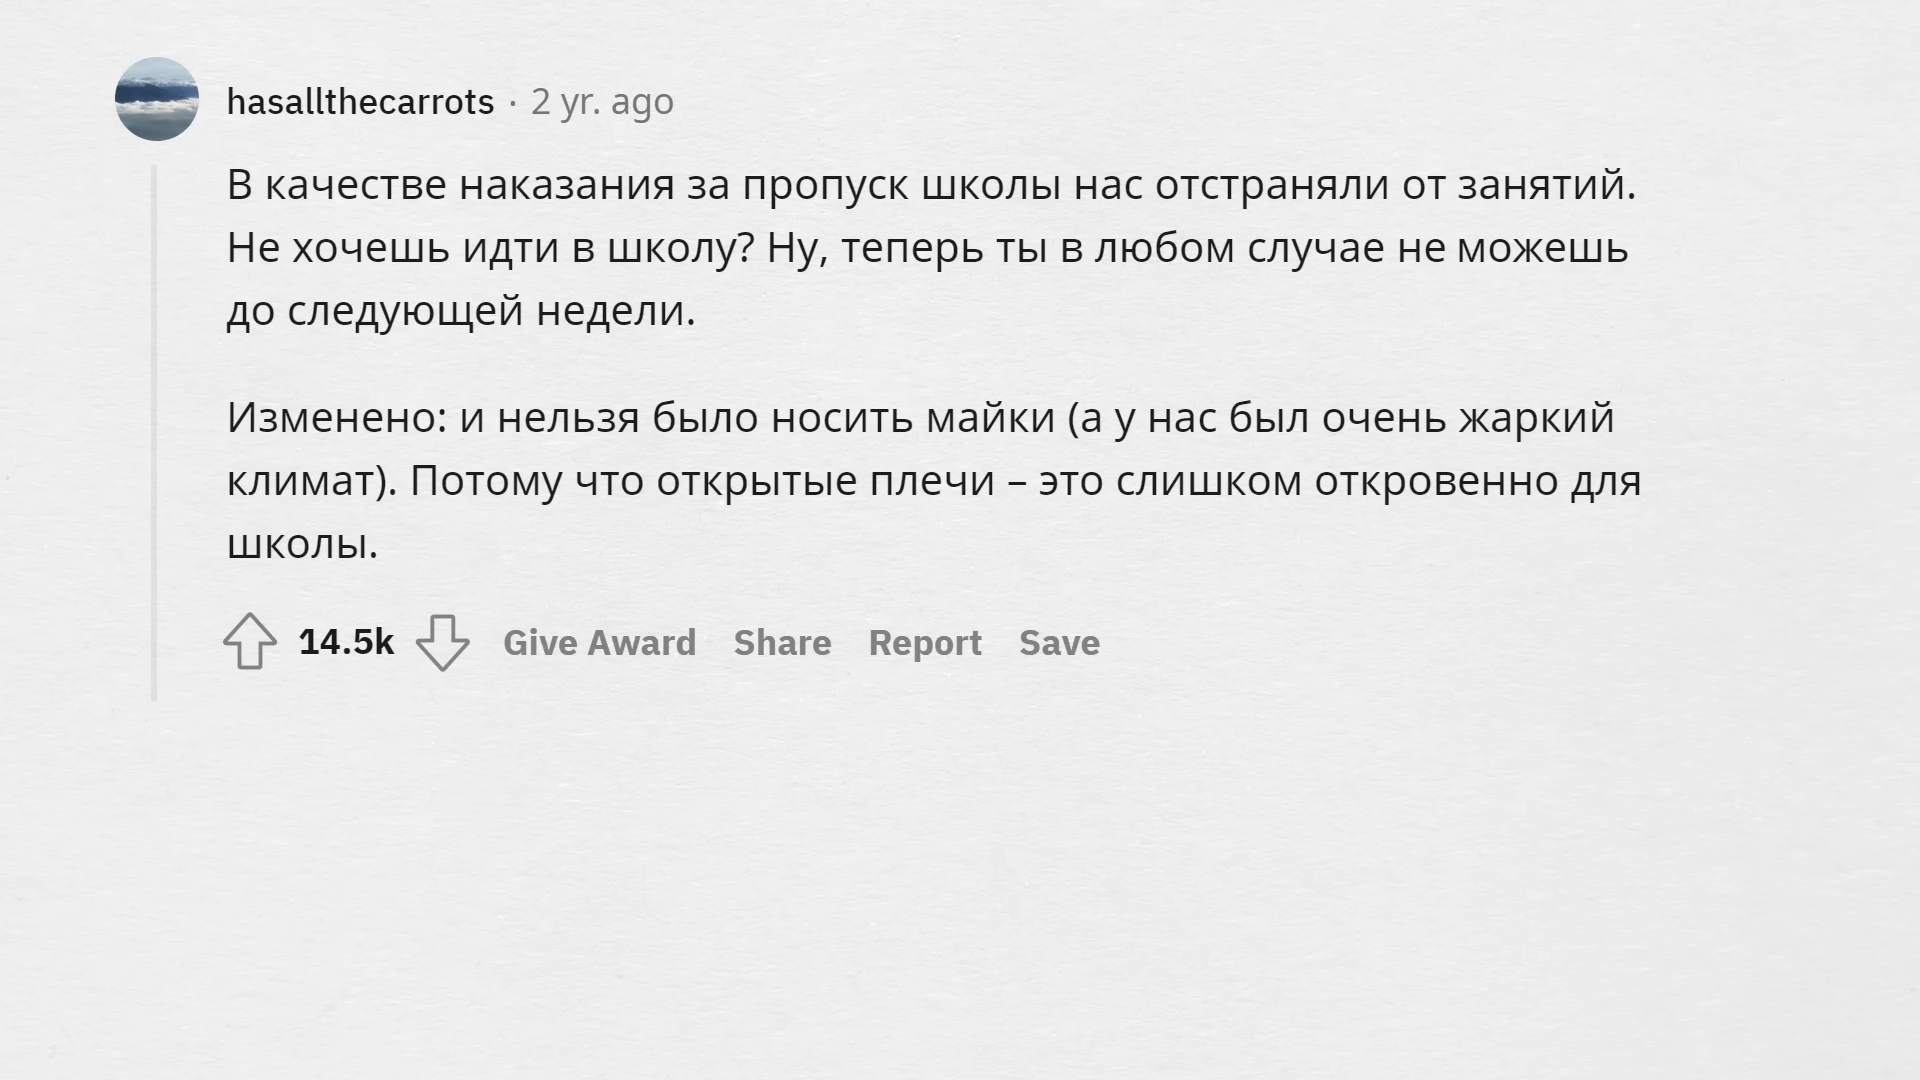 hasallthecarrots · 2 yr. ago
В качестве наказания за пропуск школы нас отстраняли от занятий.
Не хочешь идти в школу? Ну, теперь ты в любом случае не можешь
до следующей недели.
Изменено: и нельзя было носить майки (а у нас был очень жаркий
климат). Потому что открытые плечи – это слишком откровенно для
школы.
14.5k Give Award Share Report Save